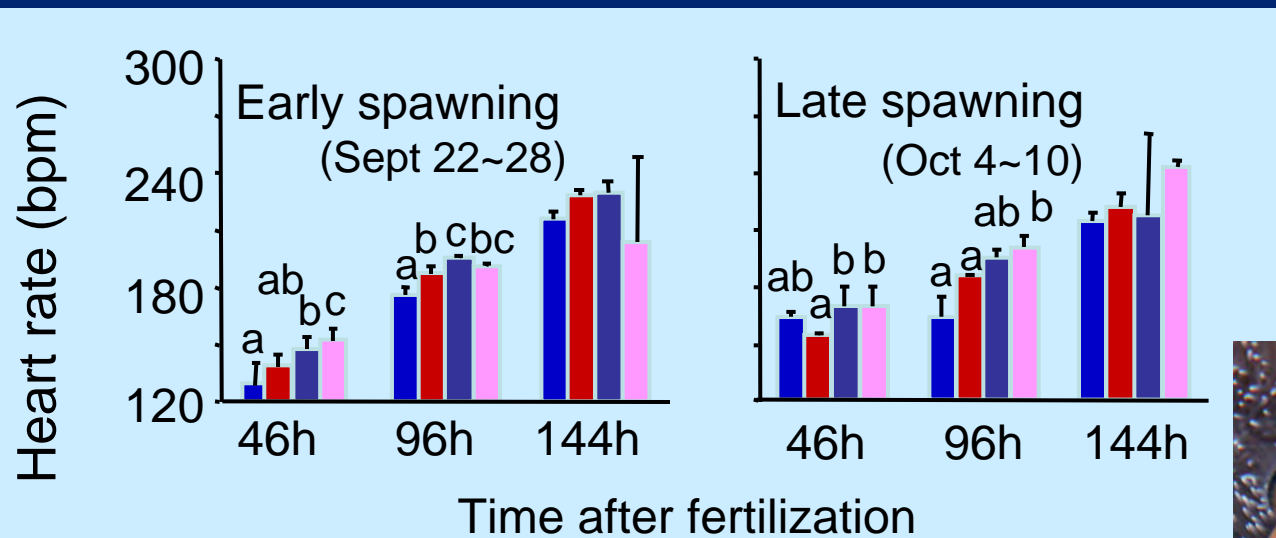 Heart rate (bpm)
300
240
180
120
Early spawning
(Sept 22~28)
a
ab
b
c
a
b
c
bc
46h
96h
144h
Late spawning
(Oct 4~10)
ab
a
b
b
a
a
ab
b
46h
96h
144h
Time after fertilization